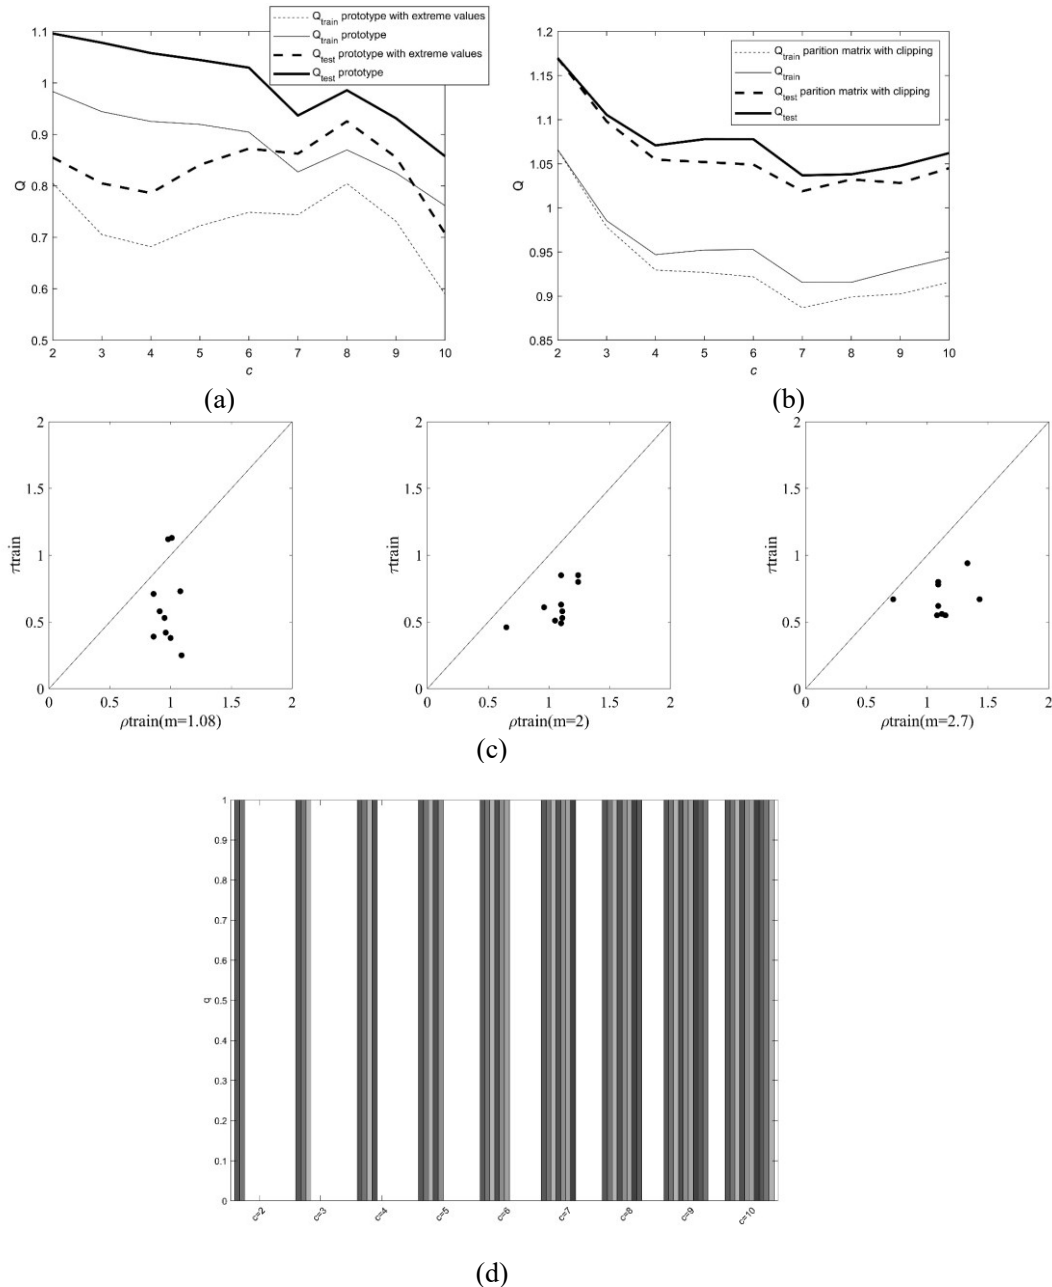 Q_train prototype with extreme values
Q_train prototype
Q_test prototype with extreme values
Q_test prototype
1.1
1
0.9
0.8
0.7
0.6
0.5
Q
2 3 4 5 6 7 8 9 10
c
(a)
Q_train parition matrix with clipping
Q_train
Q_test parition matrix with clipping
Q_test
1.2
1.15
1.1
1.05
1
0.95
0.9
0.85
Q
2 3 4 5 6 7 8 9 10
c
(b)
2
1.5
1
0.5
0
τtrain
0 0.5 1 1.5 2
ρtrain(m=1.08)
2
1.5
1
0.5
0
τtrain
0 0.5 1 1.5 2
ρtrain(m=2)
2
1.5
1
0.5
0
τtrain
0 0.5 1 1.5 2
ρtrain(m=2.7)
(c)
1
0.9
0.8
0.7
0.6
0.5
0.4
0.3
0.2
0.1
0
q
c=2 c=3 c=4 c=5 c=6 c=7 c=8 c=9 c=10
(d)